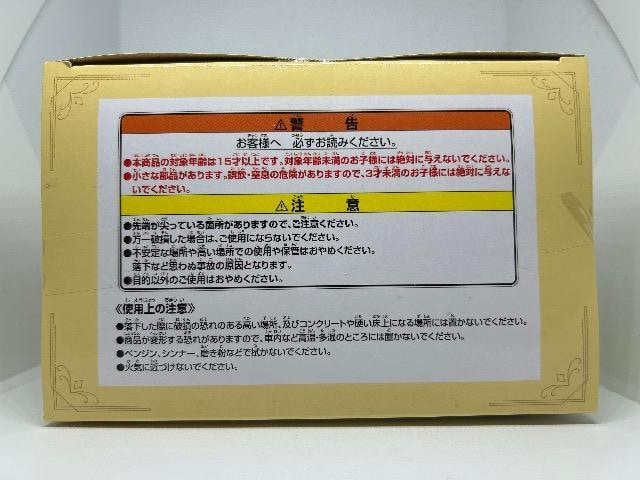 ⚠警 告
お客様へ 必ずお読みください。
●本商品の対象年齢は15才以上です。対象年齢未満のお子様には絶対に与えないでください。
●小さな部品があります。誤飲・窒息の危険がありますので、3才未満のお子様には絶対に与えな
いでください。
⚠注 意
●先端が尖っている箇所がありますので、ご注意ください。
●万一破損した場合は、ご使用にならないでください。
●不安定な場所や高い場所での使用や保管はおやめください。
落下など思わぬ事故の原因となります。
●目的以外のご使用はおやめください。
《使用上の注意》
●落下した際に破損の恐れのある高い場所、及びコンクリートや硬い床上になる場所には置かないでください。
●商品が変形する恐れがありますので、車内など高温・多湿のところには置かないでください。
●ベンジン、シンナー、磨き粉などで拭かないでください。
●火気に近づけないでください。